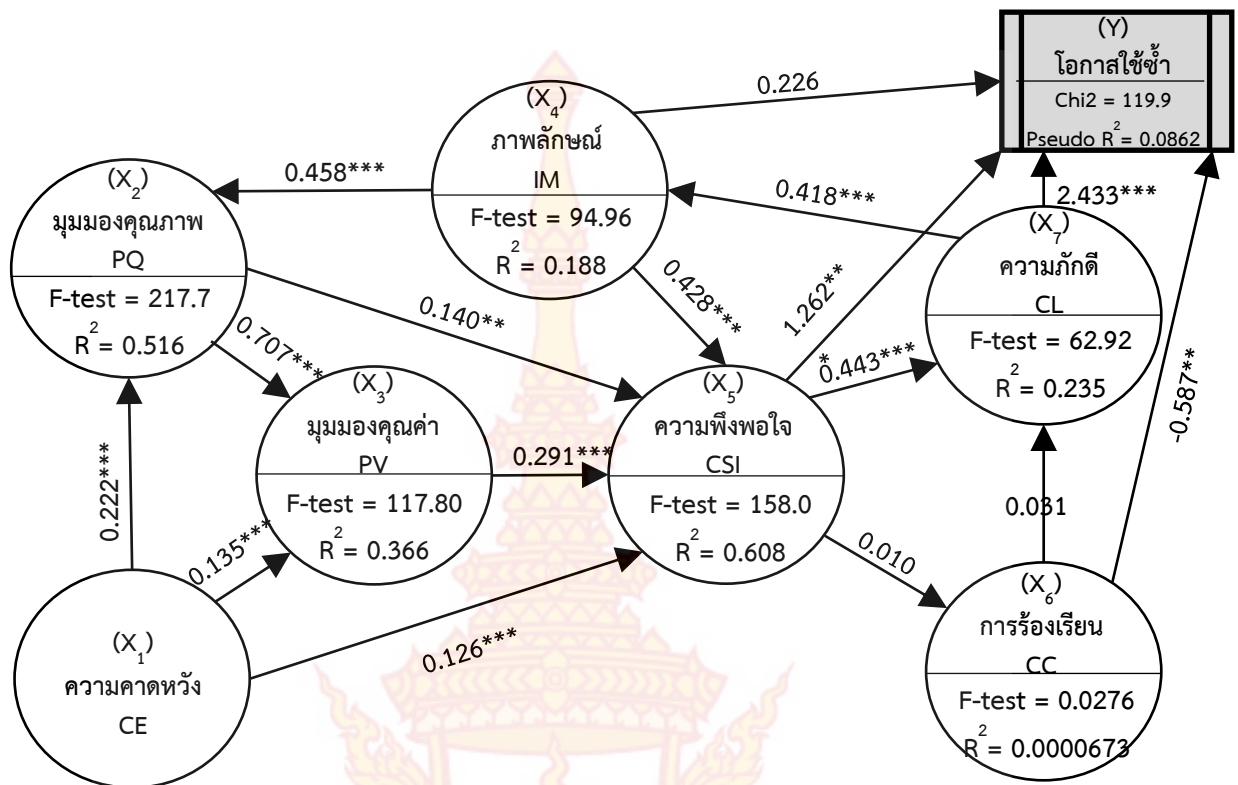 (Y)
โอกาสใช้ซ้ำ
Chi2 = 119.9
Pseudo R² = 0.0862
0.226
(X₄)
ภาพลักษณ์
IM
F-test = 94.96
R² = 0.188
0.458***
(X₂)
มุมมองคุณภาพ
PQ
F-test = 217.7
R² = 0.516
0.418***
2.433***
(X₇)
ความภักดี
CL
F-test = 62.92
R² = 0.235
0.428***
0.140**
0.707***
1.262**
*
0.443***
-0.587**
(X₃)
มุมมองคุณค่า
PV
F-test = 117.80
R² = 0.366
0.291***
(X₅)
ความพึงพอใจ
CSI
F-test = 158.0
R² = 0.608
0.222***
0.135***
0.031
0.010
(X₁)
ความคาดหวัง
CE
0.126***
(X₆)
การร้องเรียน
CC
F-test = 0.0276
R² = 0.0000673